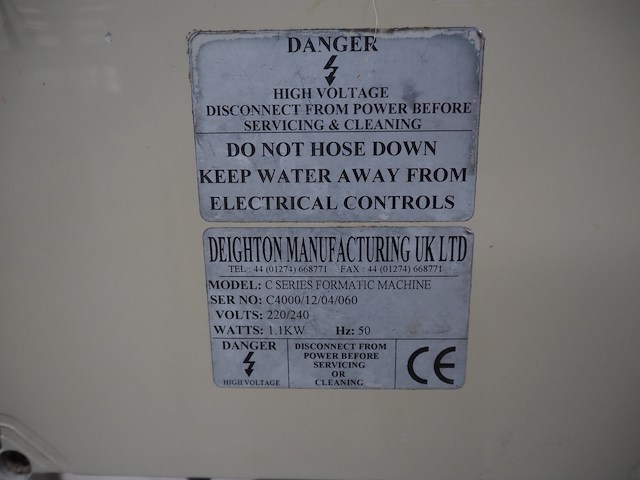 DANGER
HIGH VOLTAGE
DISCONNECT FROM POWER BEFORE
SERVICING & CLEANING
DO NOT HOSE DOWN
KEEP WATER AWAY FROM
ELECTRICAL CONTROLS
DEIGHTON MANUFACTURING UK LTD
TEL : 44 (01274) 668771 FAX : 44 (01274) 668771
MODEL: C SERIES FORMATIC MACHINE
SER NO: C4000/12/04/060
VOLTS: 220/240
WATTS: 1.1KW Hz: 50
DANGER
HIGH VOLTAGE
DISCONNECT FROM
POWER BEFORE
SERVICING
OR
CLEANING
CE